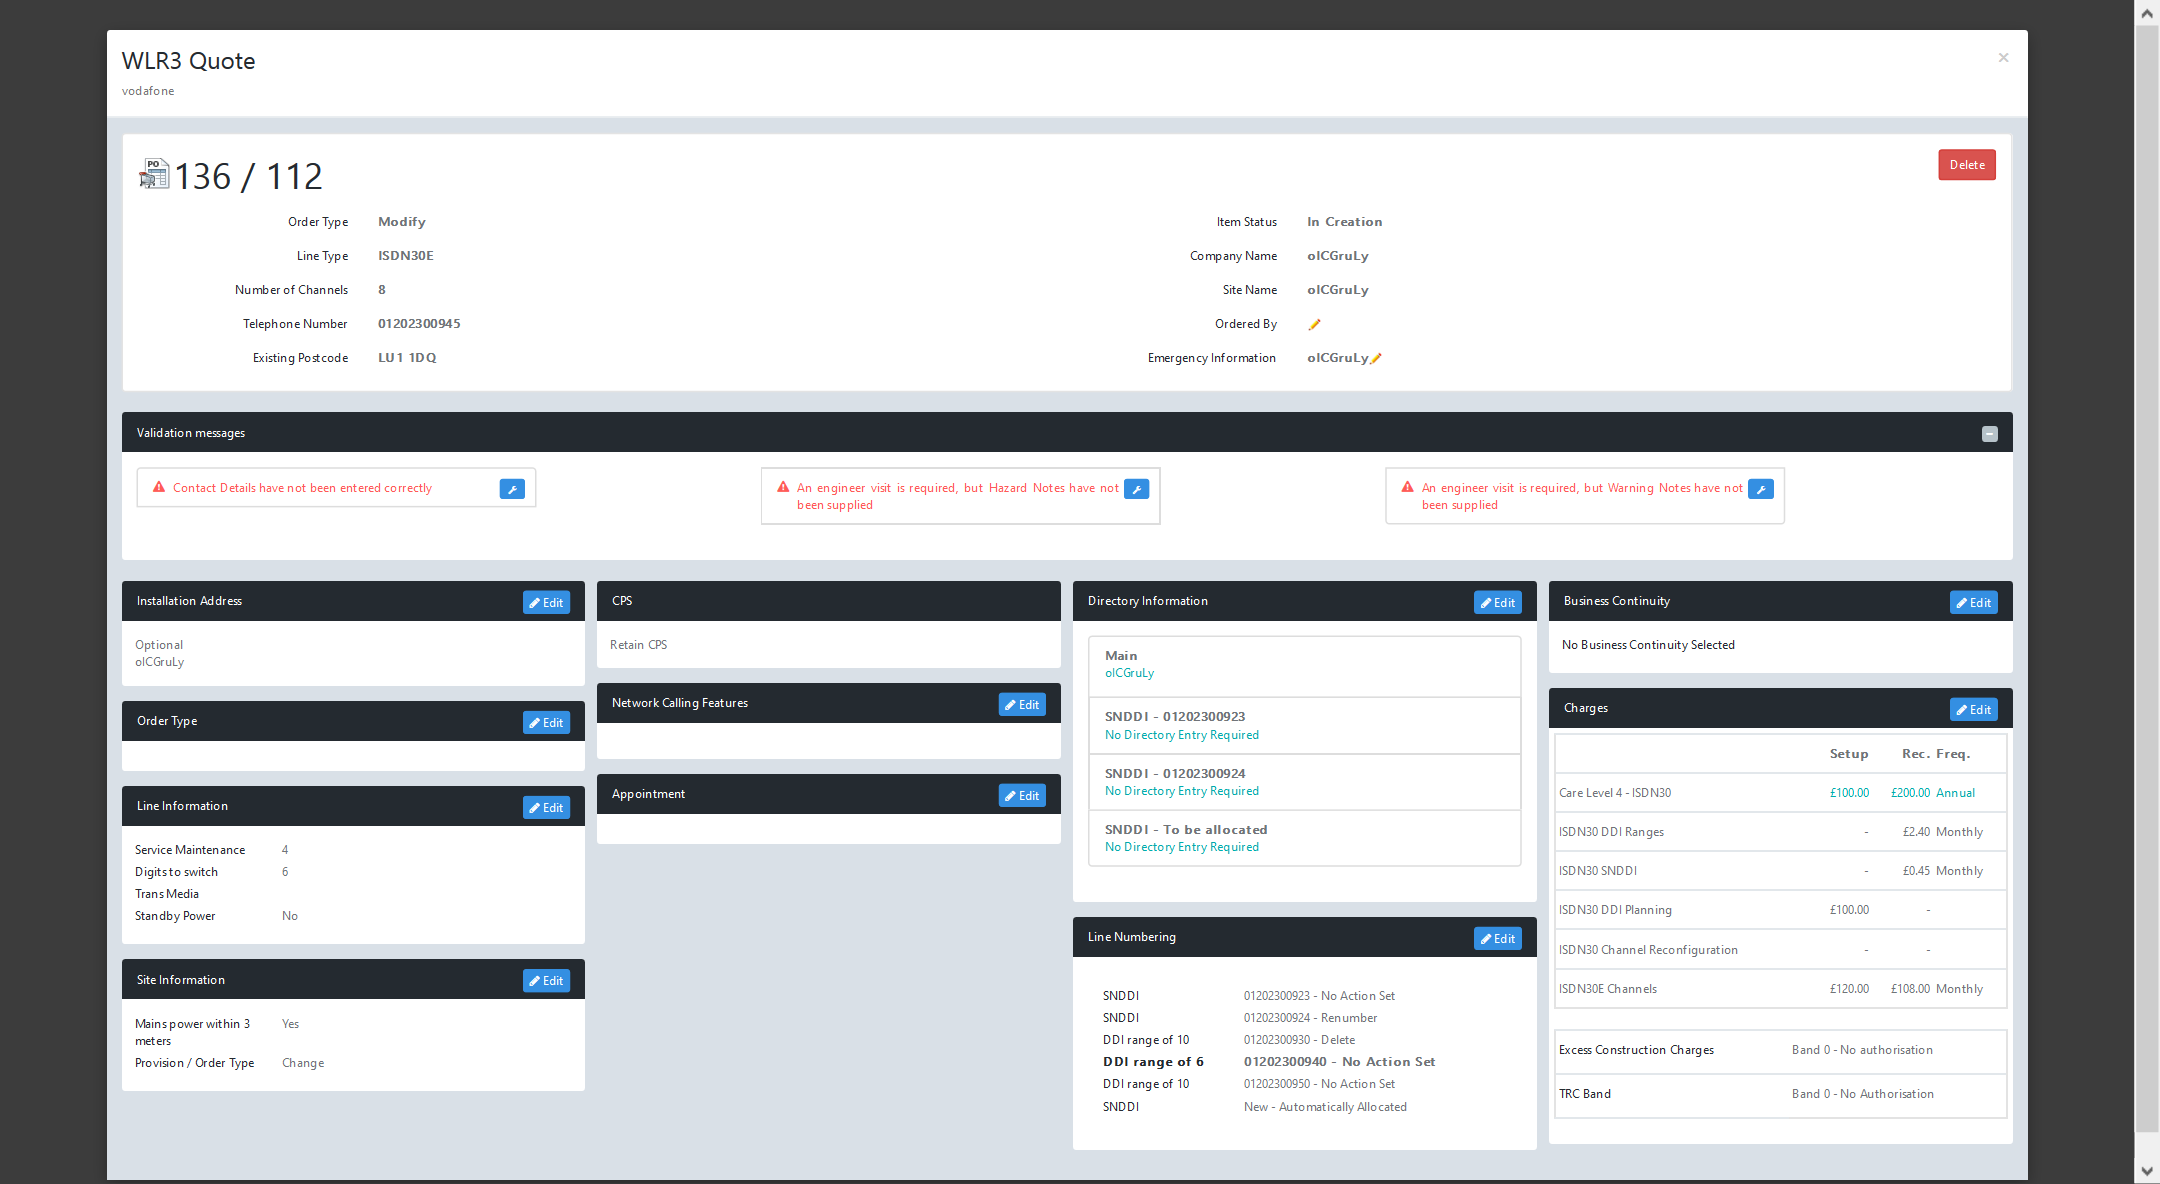 WLR3 Quote
×
vodafone
PO
136 / 112
Delete
Order Type Modify
Line Type ISDN30E
Number of Channels 8
Telephone Number 01202300945
Existing Postcode LU1 1DQ
Item Status In Creation
Company Name olCGruLy
Site Name olCGruLy
Ordered By
Emergency Information olCGruLy
Validation messages
Contact Details have not been entered correctly
An engineer visit is required, but Hazard Notes have not
been supplied
An engineer visit is required, but Warning Notes have not
been supplied
Installation Address Edit
Optional
olCGruLy
Order Type Edit
Line Information Edit
Service Maintenance 4
Digits to switch 6
Trans Media
Standby Power No
Site Information Edit
Mains power within 3 Yes
meters
Provision / Order Type Change
CPS
Retain CPS
Network Calling Features Edit
Appointment Edit
Directory Information Edit
Main
olCGruLy
SNDDI - 01202300923
No Directory Entry Required
SNDDI - 01202300924
No Directory Entry Required
SNDDI - To be allocated
No Directory Entry Required
Line Numbering Edit
SNDDI 01202300923 - No Action Set
SNDDI 01202300924 - Renumber
DDI range of 10 01202300930 - Delete
DDI range of 6 01202300940 - No Action Set
DDI range of 10 01202300950 - No Action Set
SNDDI New - Automatically Allocated
Business Continuity Edit
No Business Continuity Selected
Charges Edit
Setup Rec. Freq.
Care Level 4 - ISDN30 £100.00 £200.00 Annual
ISDN30 DDI Ranges - £2.40 Monthly
ISDN30 SNDDI - £0.45 Monthly
ISDN30 DDI Planning £100.00 -
ISDN30 Channel Reconfiguration - -
ISDN30E Channels £120.00 £108.00 Monthly
Excess Construction Charges Band 0 - No authorisation
TRC Band Band 0 - No Authorisation